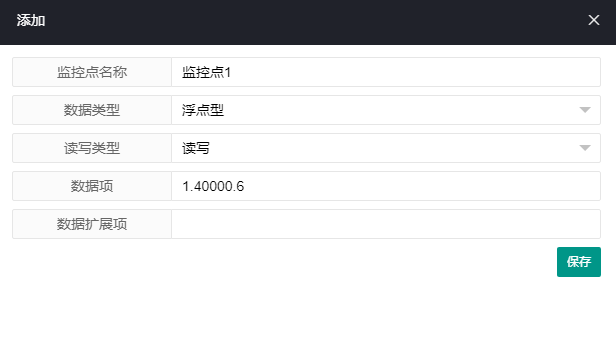 添加
监控点名称 监控点1
数据类型 浮点型
读写类型 读写
数据项 1.40000.6
数据扩展项
保存